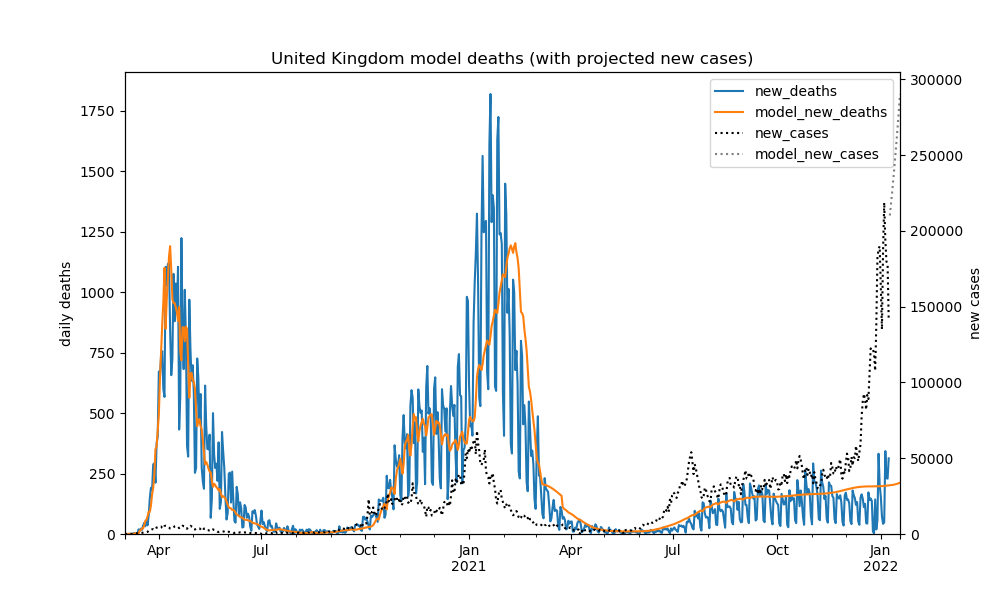 United Kingdom model deaths (with projected new cases)
new_deaths
model_new_deaths
new_cases
model_new_cases
daily deaths
1750
1500
1250
1000
750
500
250
0
new cases
300000
250000
200000
150000
100000
50000
0
Apr
Jul
Oct
Jan
2021
Apr
Jul
Oct
Jan
2022